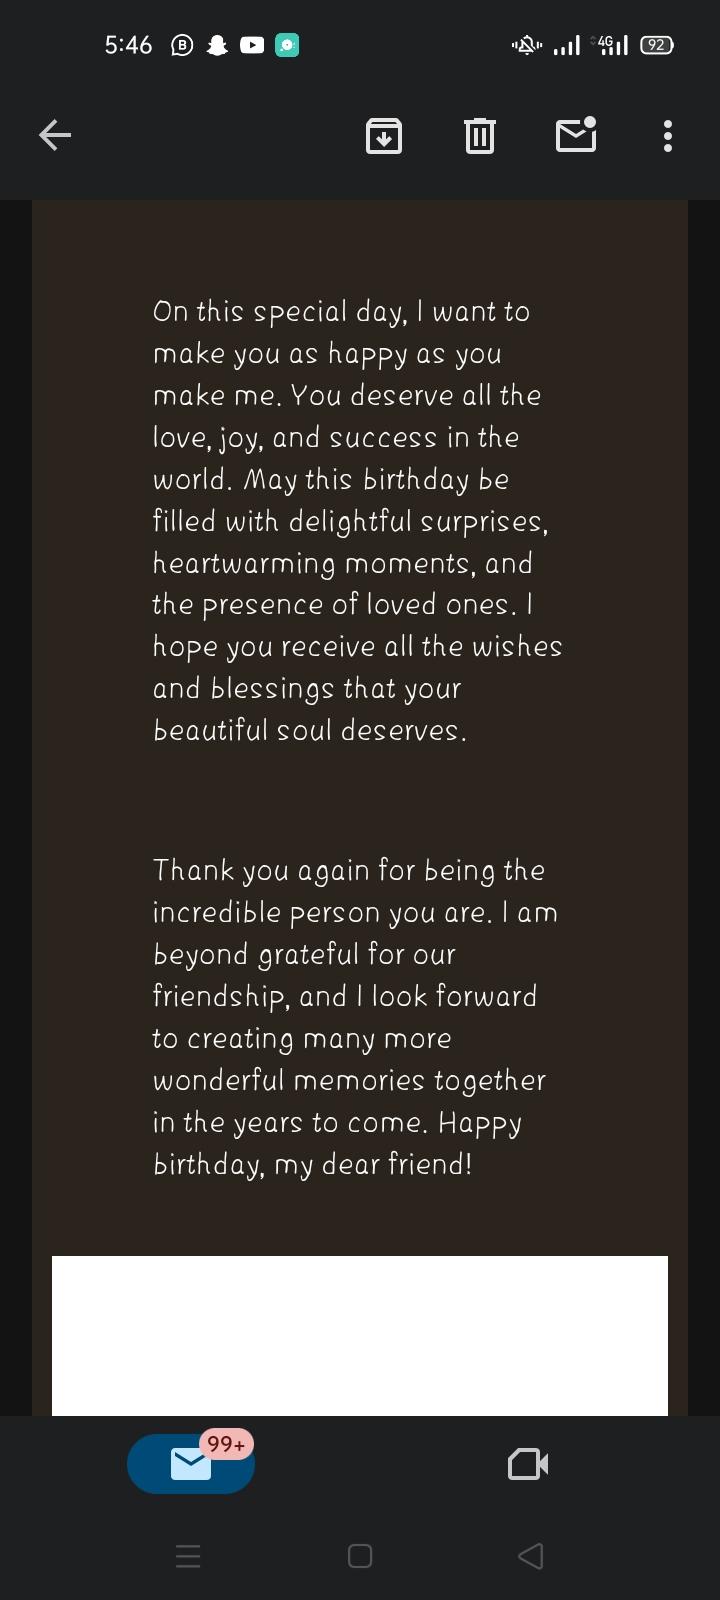 5:46
4G
92
On this special day, I want to
make you as happy as you
make me. You deserve all the
love, joy, and success in the
world. May this birthday be
filled with delightful surprises,
heartwarming moments, and
the presence of loved ones. I
hope you receive all the wishes
and blessings that your
beautiful soul deserves.
Thank you again for being the
incredible person you are. I am
beyond grateful for our
friendship, and I look forward
to creating many more
wonderful memories together
in the years to come. Happy
birthday, my dear friend!
99+